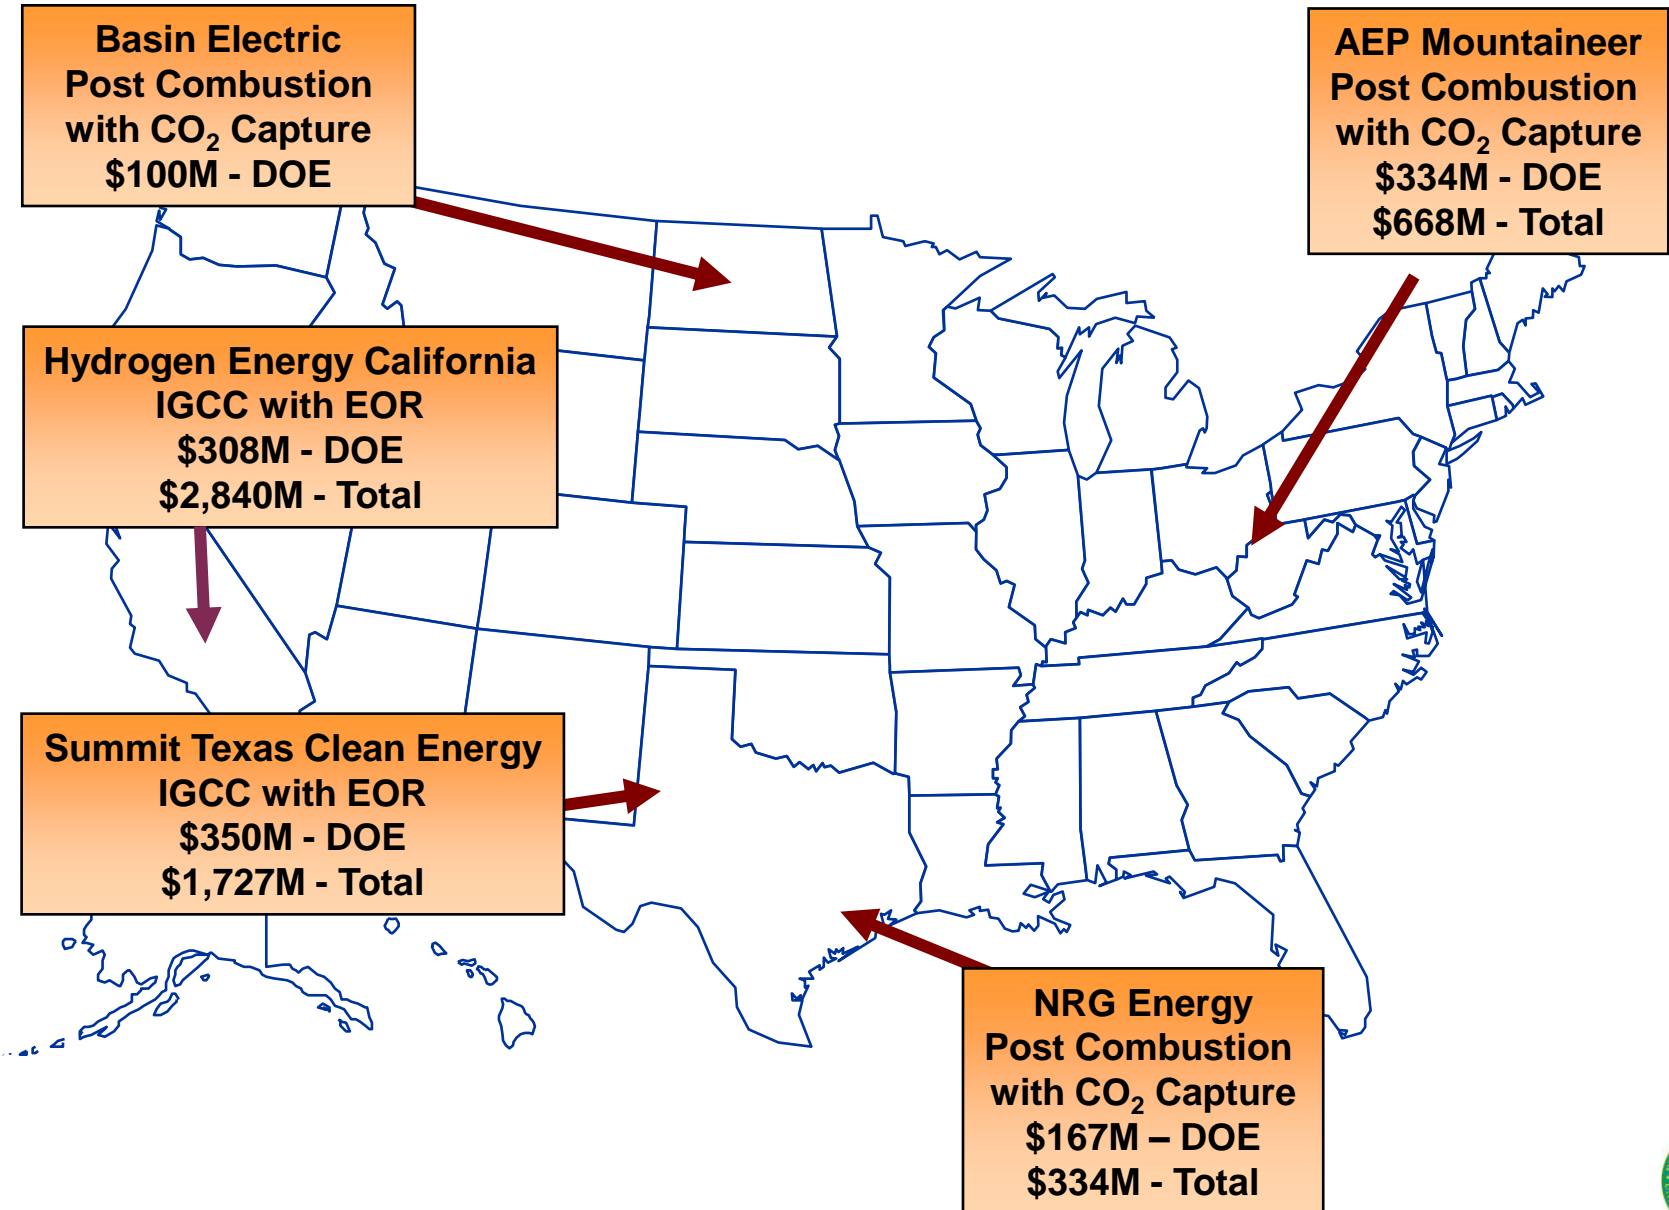 Basin Electric
Post Combustion
with CO₂ Capture
$100M - DOE
AEP Mountaineer
Post Combustion
with CO₂ Capture
$334M - DOE
$668M - Total
Hydrogen Energy California
IGCC with EOR
$308M - DOE
$2,840M - Total
Summit Texas Clean Energy
IGCC with EOR
$350M - DOE
$1,727M - Total
NRG Energy
Post Combustion
with CO₂ Capture
$167M – DOE
$334M - Total